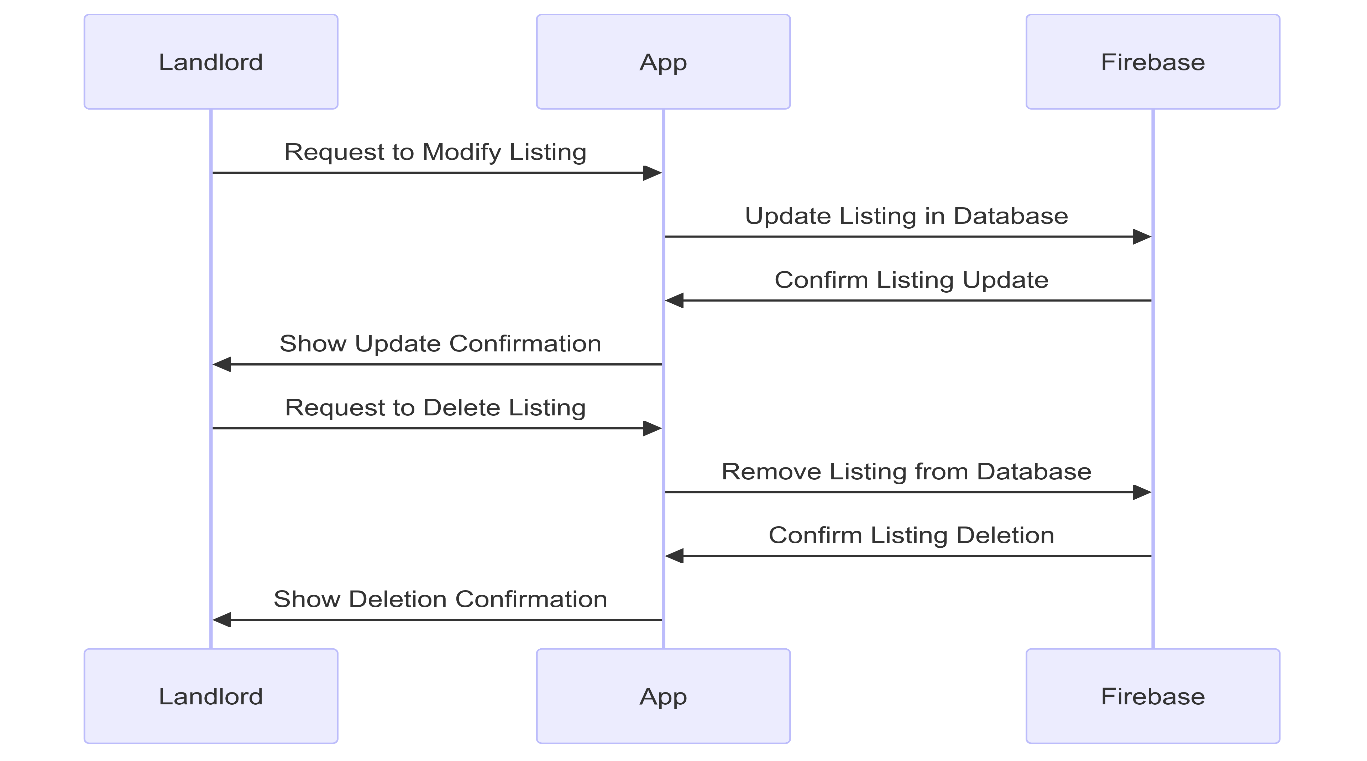 Landlord
App
Firebase
Request to Modify Listing
Update Listing in Database
Confirm Listing Update
Show Update Confirmation
Request to Delete Listing
Remove Listing from Database
Confirm Listing Deletion
Show Deletion Confirmation
Landlord
App
Firebase